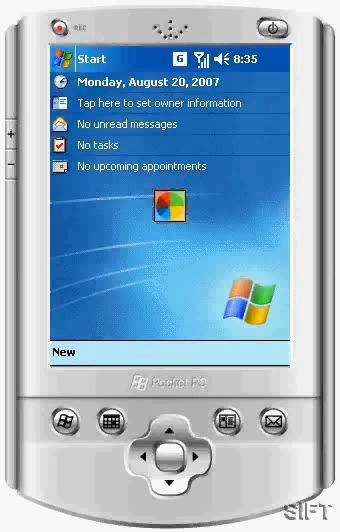 REC
Start G 8:35
Monday, August 20, 2007
Tap here to set owner information
No unread messages
No tasks
No upcoming appointments
+
-
New
Pocket PC
SIFT